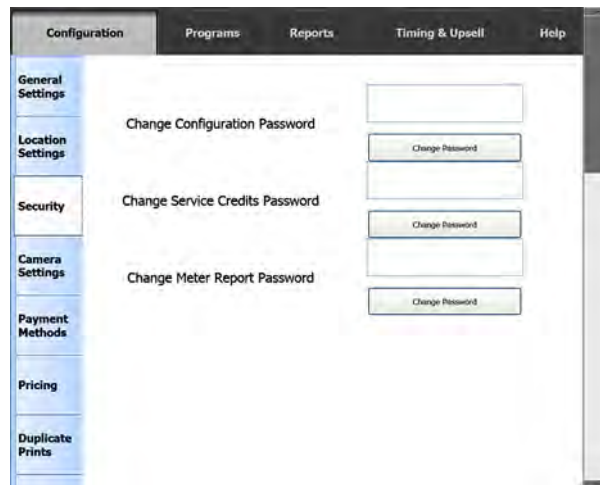 Configuration Programs Reports Timing & Upsell Help
General
Settings
Location
Settings
Security
Camera
Settings
Payment
Methods
Pricing
Duplicate
Prints
Change Configuration Password
Change Password
Change Service Credits Password
Change Password
Change Meter Report Password
Change Password